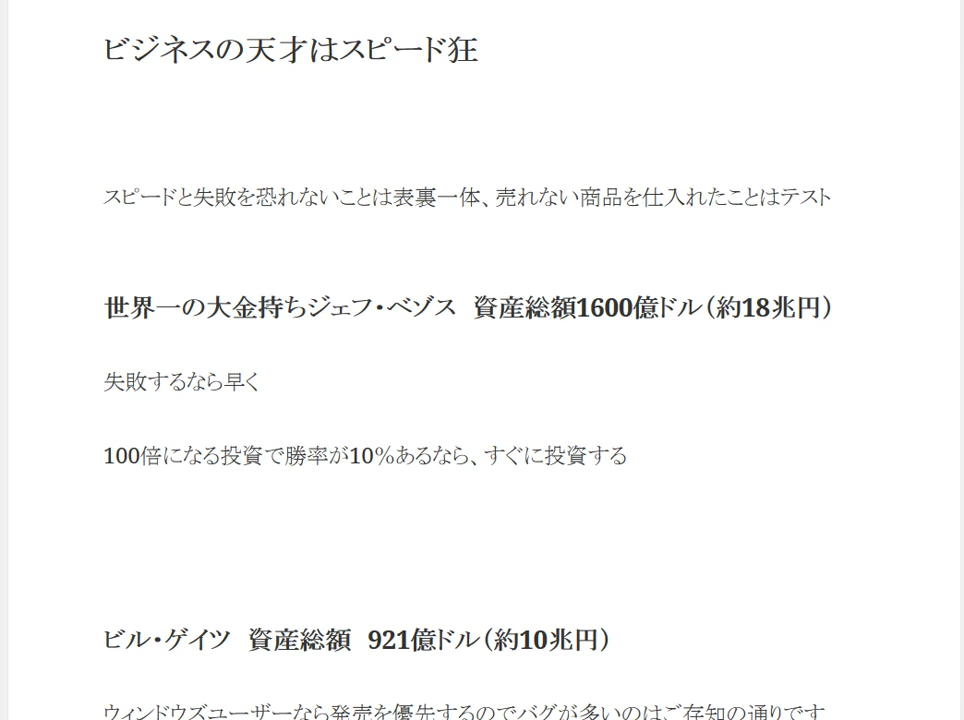 ビジネスの天才はスピード狂
スピードと失敗を恐れないことは表裏一体、売れない商品を仕入れたことはテスト
世界一の大金持ちジェフ・ベゾス　資産総額1600億ドル（約18兆円）
失敗するなら早く
100倍になる投資で勝率が10％あるなら、すぐに投資する
ビル・ゲイツ　資産総額　921億ドル（約10兆円）
ウィンドウズユーザーなら発売を優先するのでバグが多いのはご存知の通りです